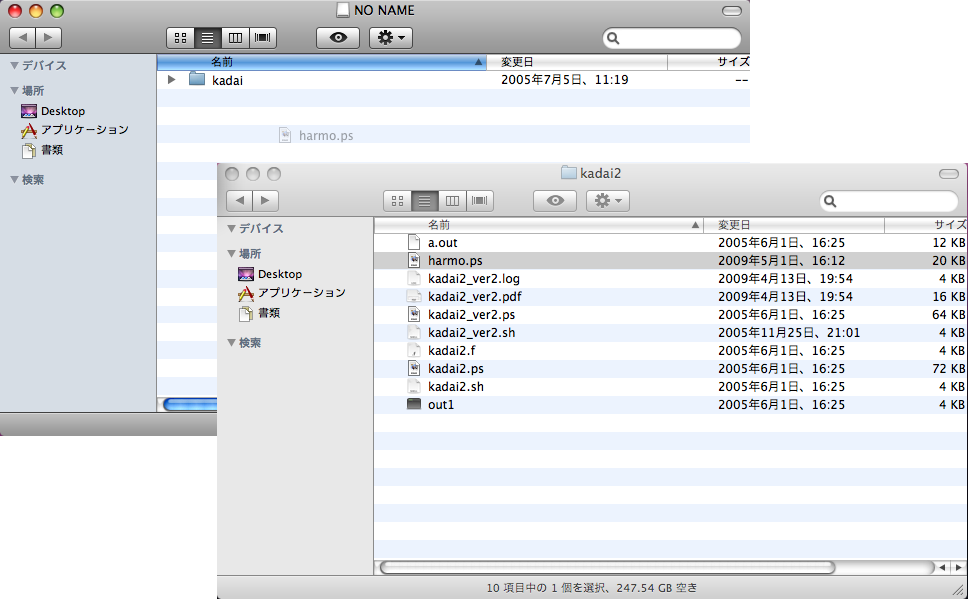 NO NAME
デバイス
場所
Desktop
アプリケーション
書類
検索
名前 変更日 サイズ
kadai 2005年7月5日、11:19 --
harmo.ps
kadai2
デバイス
場所
Desktop
アプリケーション
書類
検索
名前 変更日 サイズ
a.out 2005年6月1日、16:25 12 KB
harmo.ps 2009年5月1日、16:12 20 KB
kadai2_ver2.log 2009年4月13日、19:54 4 KB
kadai2_ver2.pdf 2009年4月13日、19:54 16 KB
kadai2_ver2.ps 2005年6月1日、16:25 64 KB
kadai2_ver2.sh 2005年11月25日、21:01 4 KB
kadai2.f 2005年6月1日、16:25 4 KB
kadai2.ps 2005年6月1日、16:25 72 KB
kadai2.sh 2005年6月1日、16:25 4 KB
out1 2005年6月1日、16:25 4 KB
10 項目中の 1 個を選択、247.54 GB 空き